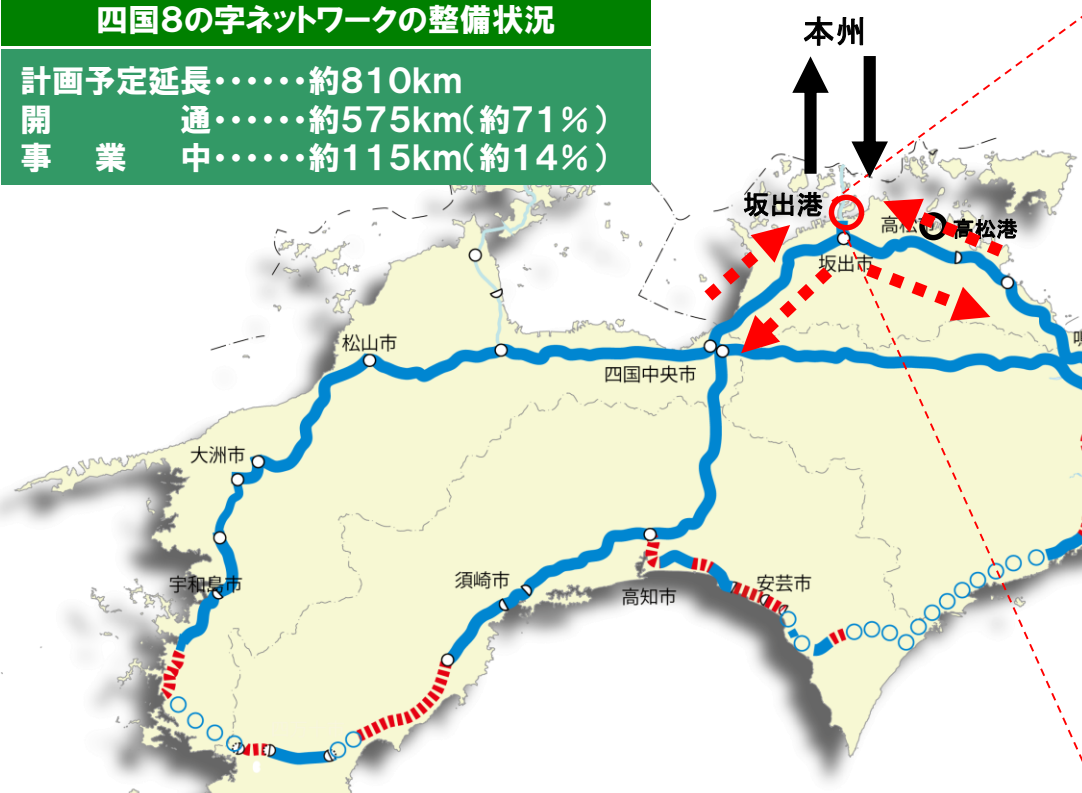 四国8の字ネットワークの整備状況
計画予定延長・・・・・・約810km
開　　　　通・・・・・・約575km(約71%)
事　業　中・・・・・・約115km(約14%)
本州
坂出港
高松市
高松港
坂出市
松山市
四国中央市
大洲市
宇和島市
須崎市
高知市
安芸市